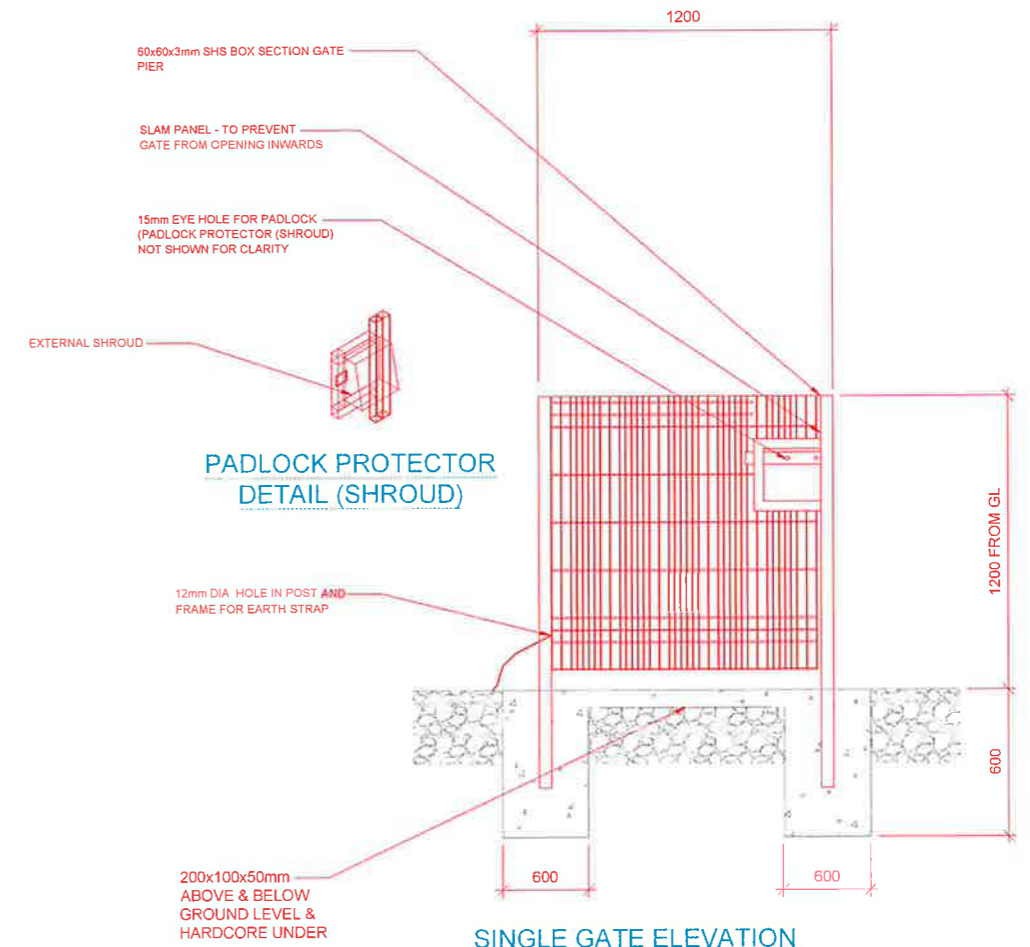 1200
60x60x3mm SHS BOX SECTION GATE
PIER
SLAM PANEL - TO PREVENT
GATE FROM OPENING INWARDS
15mm EYE HOLE FOR PADLOCK
(PADLOCK PROTECTOR (SHROUD)
NOT SHOWN FOR CLARITY
EXTERNAL SHROUD
PADLOCK PROTECTOR
DETAIL (SHROUD)
1200 FROM GL
12mm DIA HOLE IN POST AND
FRAME FOR EARTH STRAP
600
200x100x50mm
ABOVE & BELOW
GROUND LEVEL &
HARDCORE UNDER
600
600
SINGLE GATE ELEVATION